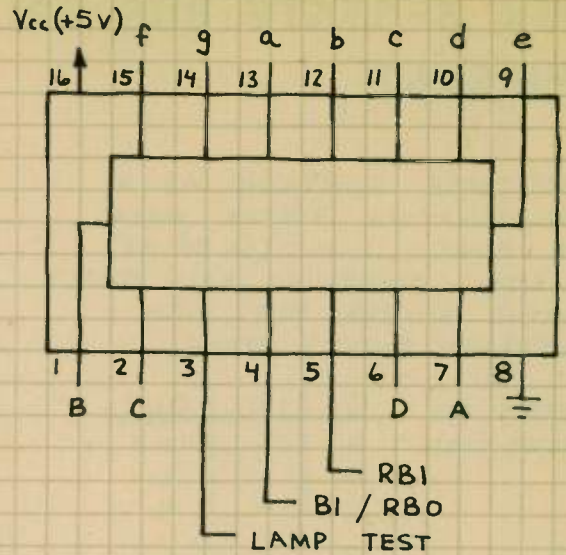 Vcc (+5V) f g a b c d e
16 15 14 13 12 11 10 9
1 2 3 4 5 6 7 8
B C D A
RBI
BI / RBO
LAMP TEST